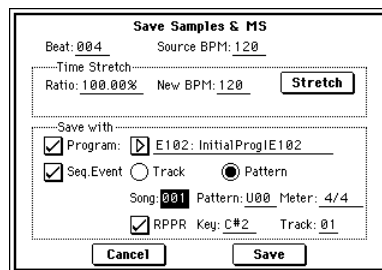 Save Samples & MS
Beat: 004 Source BPM: 120
Time Stretch
Ratio: 100.00% New BPM: 120 Stretch
Save with
Program: E102: InitialProgE102
Seq.Event Track Pattern
Song: 001 Pattern: U00 Meter: 4/4
RPPR Key: C#2 Track: 01
Cancel Save